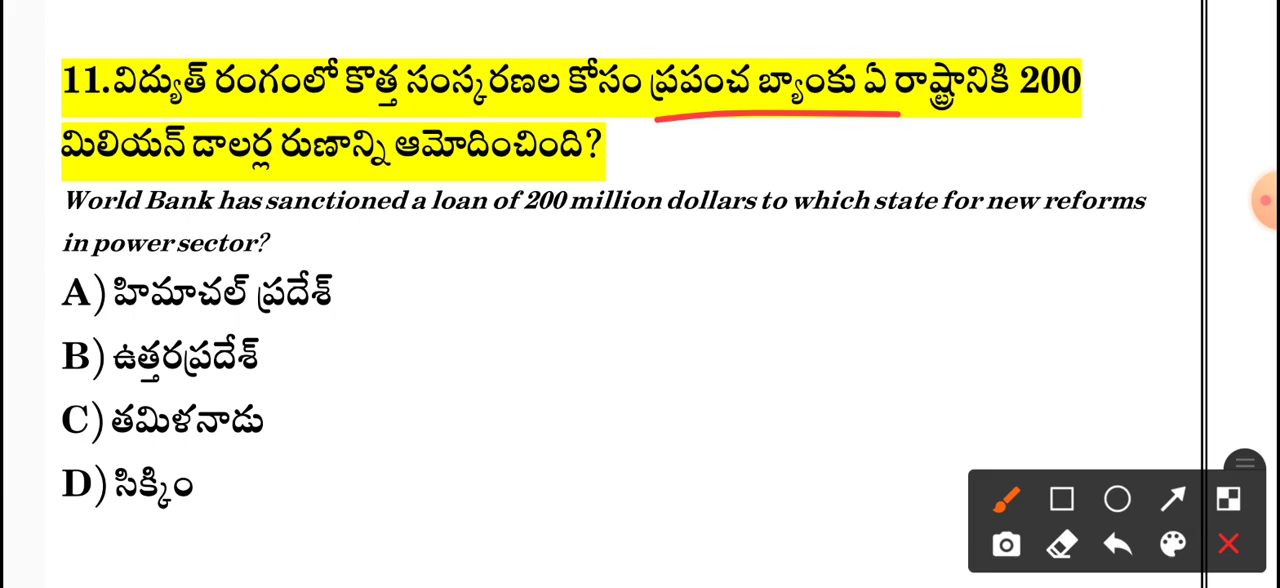 11.విద్యుత్ రంగంలో కొత్త సంస్కరణల కోసం ప్రపంచ బ్యాంకు ఏ రాష్ట్రానికి 200
మిలియన్ డాలర్ల రుణాన్ని ఆమోదించింది?
World Bank has sanctioned a loan of 200 million dollars to which state for new reforms
in power sector?
A) హిమాచల్ ప్రదేశ్
B) ఉత్తరప్రదేశ్
C) తమిళనాడు
D) సిక్కిం